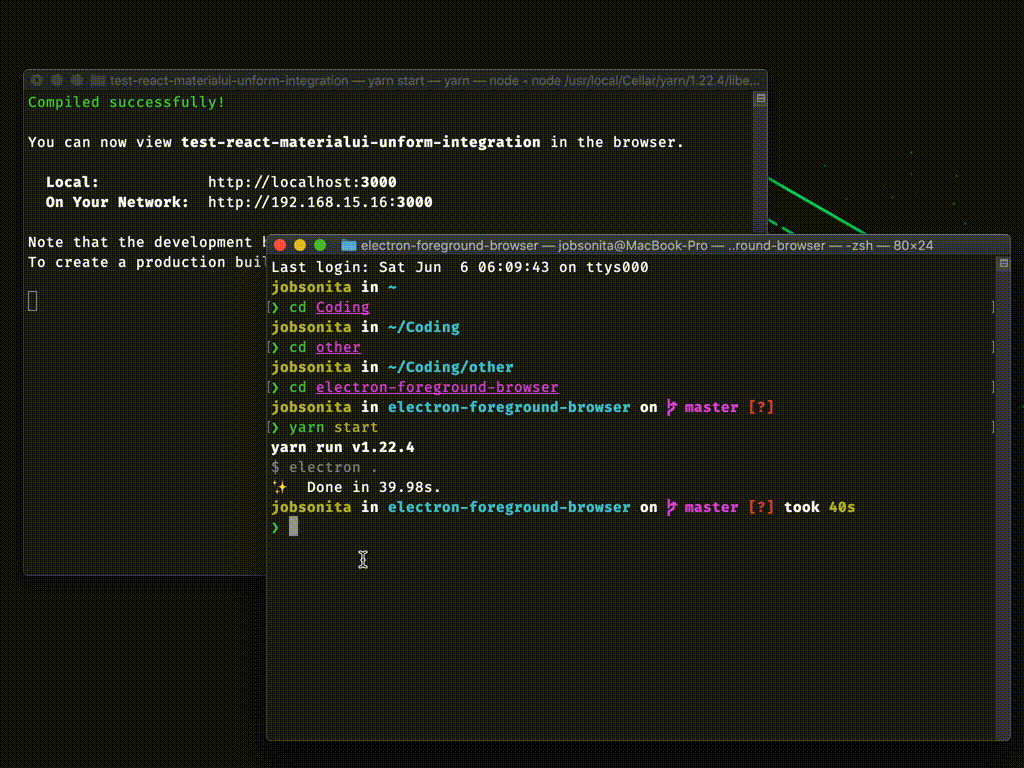 test-react-materialui-unform-integration — yarn start — yarn — node ◂ node /usr/local/Cellar/yarn/1.22.4/libe...
Compiled successfully!
You can now view test-react-materialui-unform-integration in the browser.
Local: http://localhost:3000
On Your Network: http://192.168.15.16:3000
Note that the development
To create a production
electron-foreground-browser — jobsonita@MacBook-Pro — ..round-browser — -zsh — 80×24
Last login: Sat Jun  6 06:09:43 on ttys000
jobsonita in ~
❯ cd Coding
jobsonita in ~/Coding
❯ cd other
jobsonita in ~/Coding/other
❯ cd electron-foreground-browser
jobsonita in electron-foreground-browser on master [?]
❯ yarn start
yarn run v1.22.4
$ electron .
✨  Done in 39.98s.
jobsonita in electron-foreground-browser on master [?] took 40s
❯